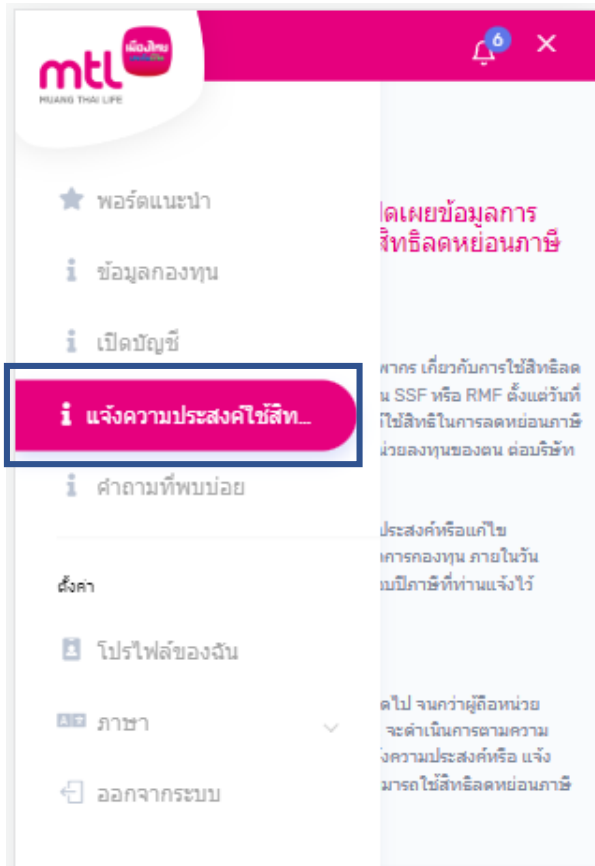 mtl
เมืองไทย
MUANG THAI LIFE
6
พอร์ตแนะนำ
ข้อมูลกองทุน
เปิดบัญชี
แจ้งความประสงค์ใช้สิท...
คำถามที่พบบ่อย
ตั้งค่า
โปรไฟล์ของฉัน
ภาษา
ออกจากระบบ
ดเผยข้อมูลการ
สิทธิลดหย่อนภาษี
พากร เกี่ยวกับการใช้สิทธิลด
น SSF หรือ RMF ตั้งแต่วันที่
ใช้สิทธิในการลดหย่อนภาษี
น่วยลงทุนของตน ต่อบริษัท
ประสงค์หรือแก้ไข
การกองทุน ภายในวัน
บปีภาษีที่ท่านแจ้งไว้
ดไป จนกว่าผู้ถือหน่วย
จะดำเนินการตามความ
งความประสงค์หรือ แจ้ง
มารถใช้สิทธิลดหย่อนภาษี